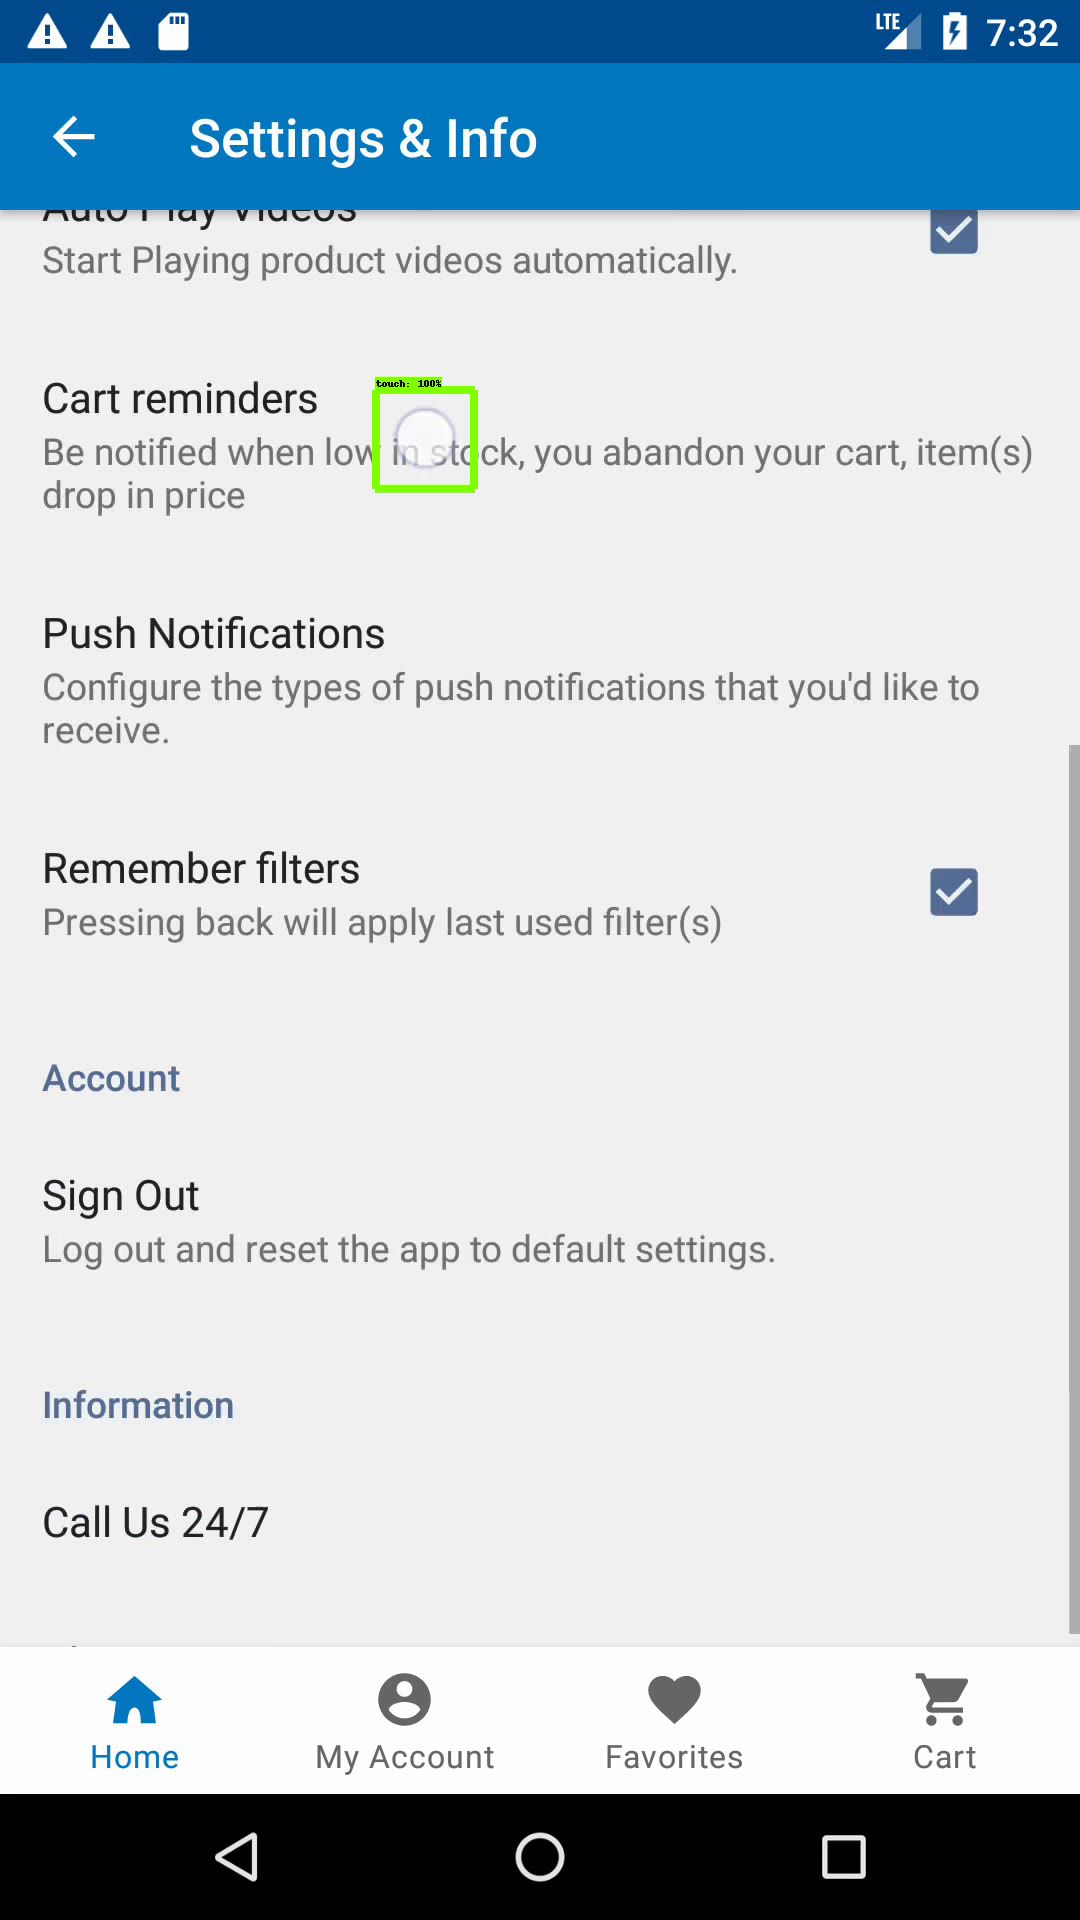 LTE 7:32
Settings & Info
Auto Play Videos
Start Playing product videos automatically.
touch: 100%
Cart reminders
Be notified when low in stock, you abandon your cart, item(s)
drop in price
Push Notifications
Configure the types of push notifications that you'd like to
receive.
Remember filters
Pressing back will apply last used filter(s)
Account
Sign Out
Log out and reset the app to default settings.
Information
Call Us 24/7
Home
My Account
Favorites
Cart